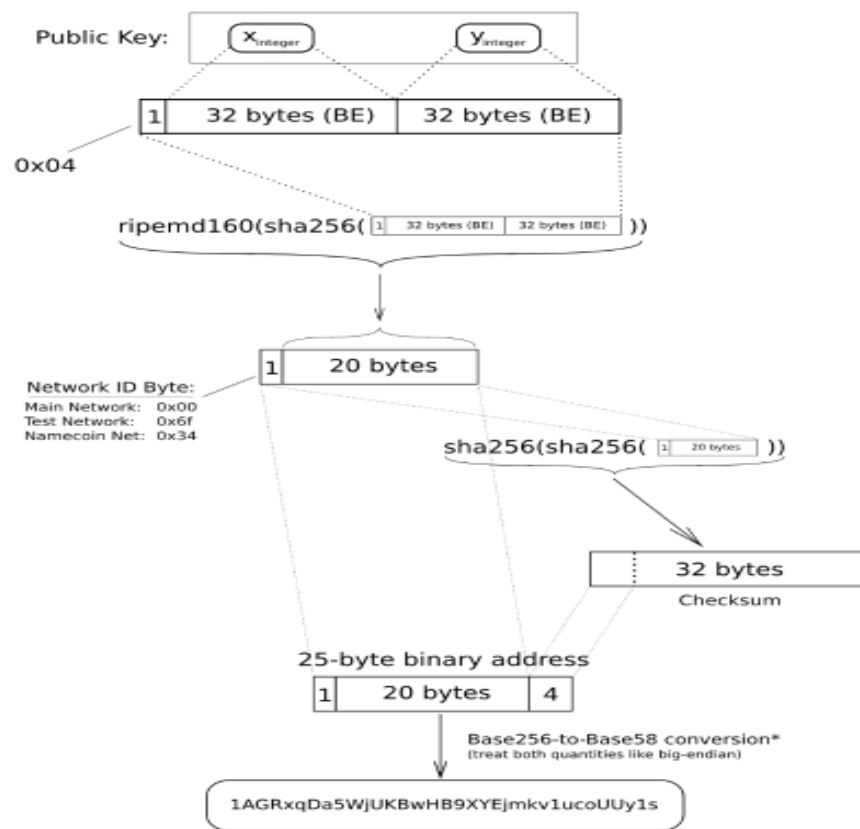 Public Key: xinteger yinteger
1 32 bytes (BE) 32 bytes (BE)
0x04
ripemd160(sha256( 1 32 bytes (BE) 32 bytes (BE) ))
1 20 bytes
Network ID Byte:
Main Network: 0x00
Test Network: 0x6f
Namecoin Net: 0x34
sha256(sha256( 1 20 bytes ))
32 bytes
Checksum
25-byte binary address
1 20 bytes 4
Base256-to-Base58 conversion*
(treat both quantities like big-endian)
1AGRxqDa5WjUKBwHB9XYEjmkv1ucoUUy1s